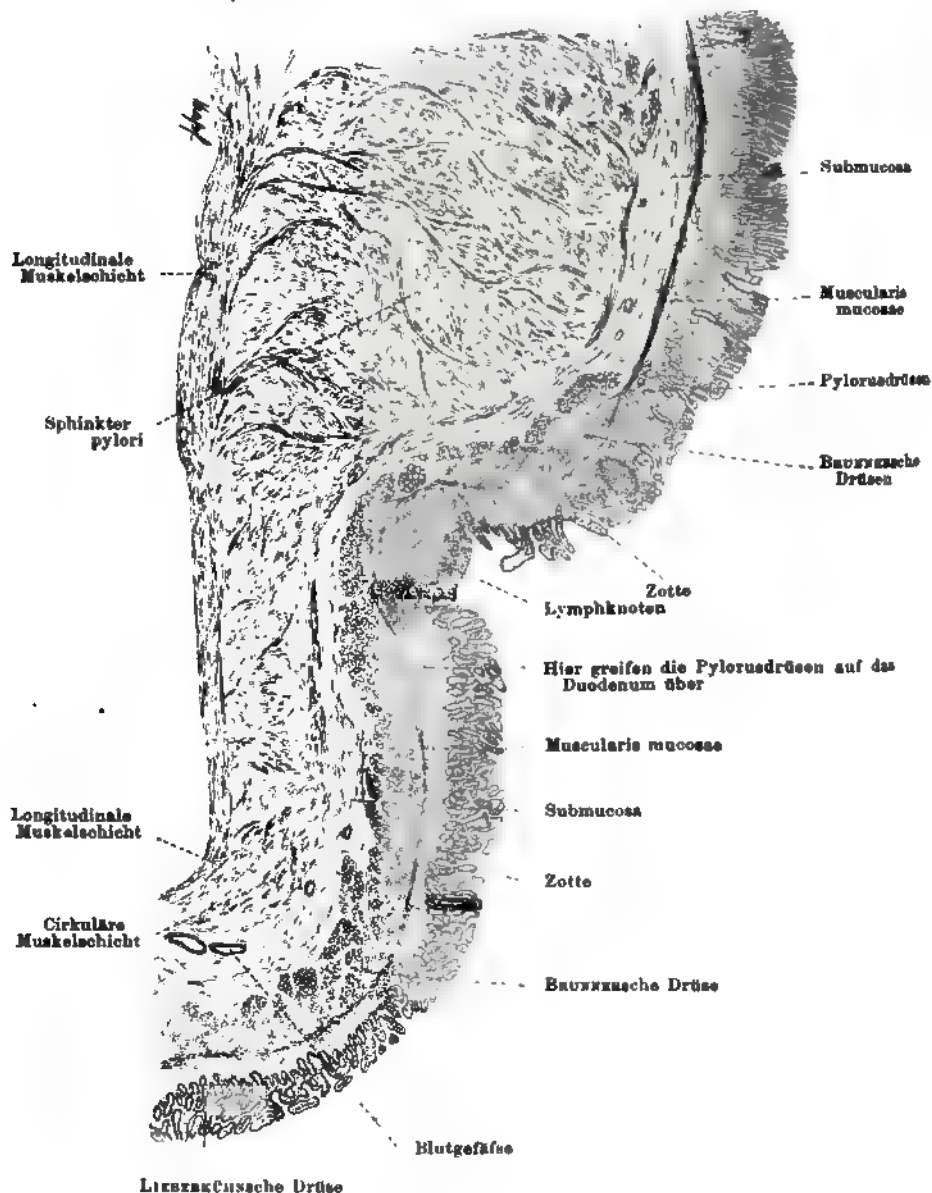 Submucosa
Longitudinale
Muskelschicht
Muscularis
mucosae
Pylorusdrüsen
Sphinkter
pylori
BRUNNERsche
Drüsen
Zotte
Lymphknoten
Hier greifen die Pylorusdrüsen auf das
Duodenum über
Muscularis mucosae
Submucosa
Longitudinale
Muskelschicht
Zotte
Cirkuläre
Muskelschicht
BRUNNERsche Drüse
Blutgefäße
LIEBERKÜHNsche Drüse